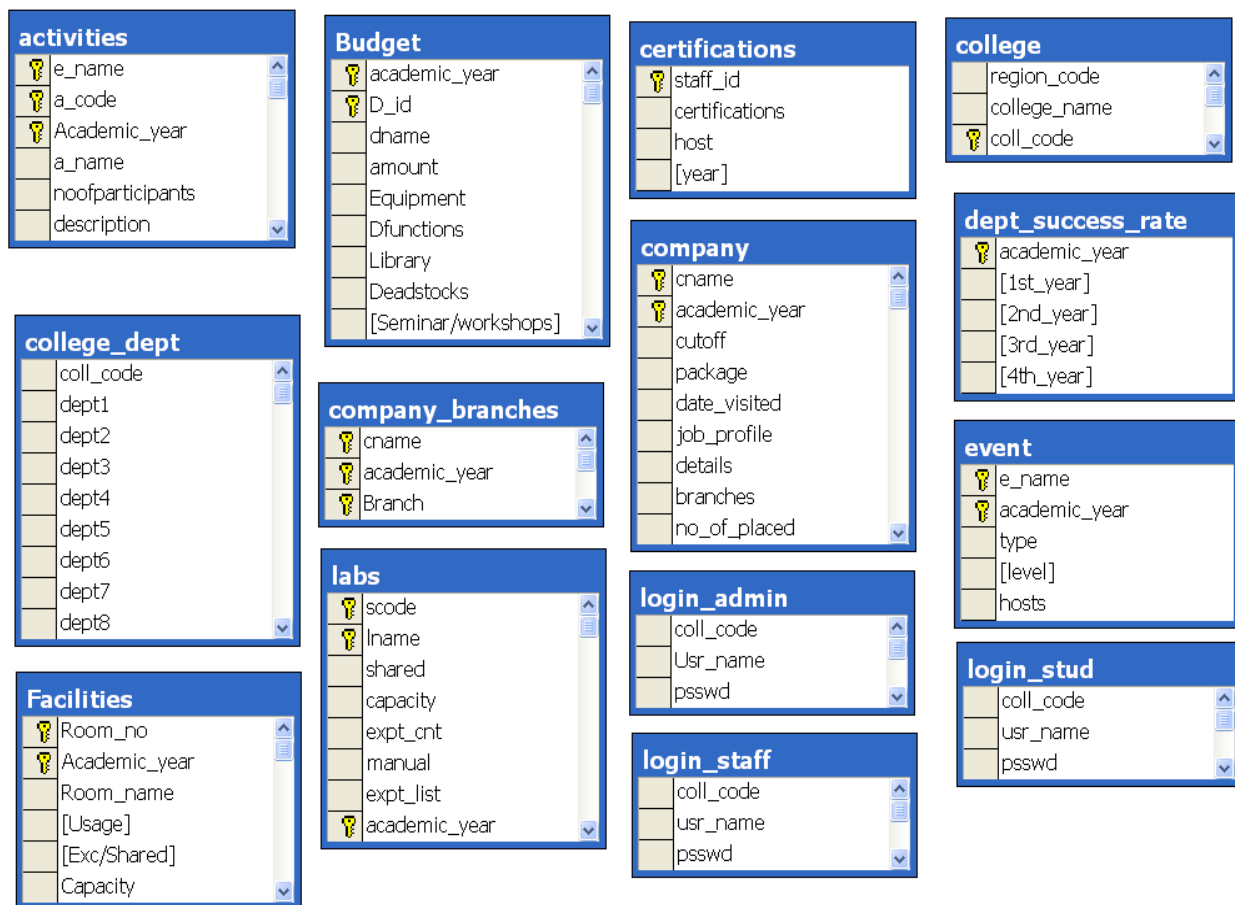 activities
e_name
a_code
Academic_year
a_name
noofparticipants
description
Budget
academic_year
D_id
dname
amount
Equipment
Dfunctions
Library
Deadstocks
[Seminar/workshops]
certifications
staff_id
certifications
host
[year]
college
region_code
college_name
coll_code
company
cname
academic_year
cutoff
package
date_visited
job_profile
details
branches
no_of_placed
dept_success_rate
academic_year
[1st_year]
[2nd_year]
[3rd_year]
[4th_year]
college_dept
coll_code
dept1
dept2
dept3
dept4
dept5
dept6
dept7
dept8
company_branches
cname
academic_year
Branch
event
e_name
academic_year
type
[level]
hosts
labs
scode
lname
shared
capacity
expt_cnt
manual
expt_list
academic_year
login_admin
coll_code
Usr_name
psswd
login_stud
coll_code
usr_name
psswd
Facilities
Room_no
Academic_year
Room_name
[Usage]
[Exc/Shared]
Capacity
login_staff
coll_code
usr_name
psswd